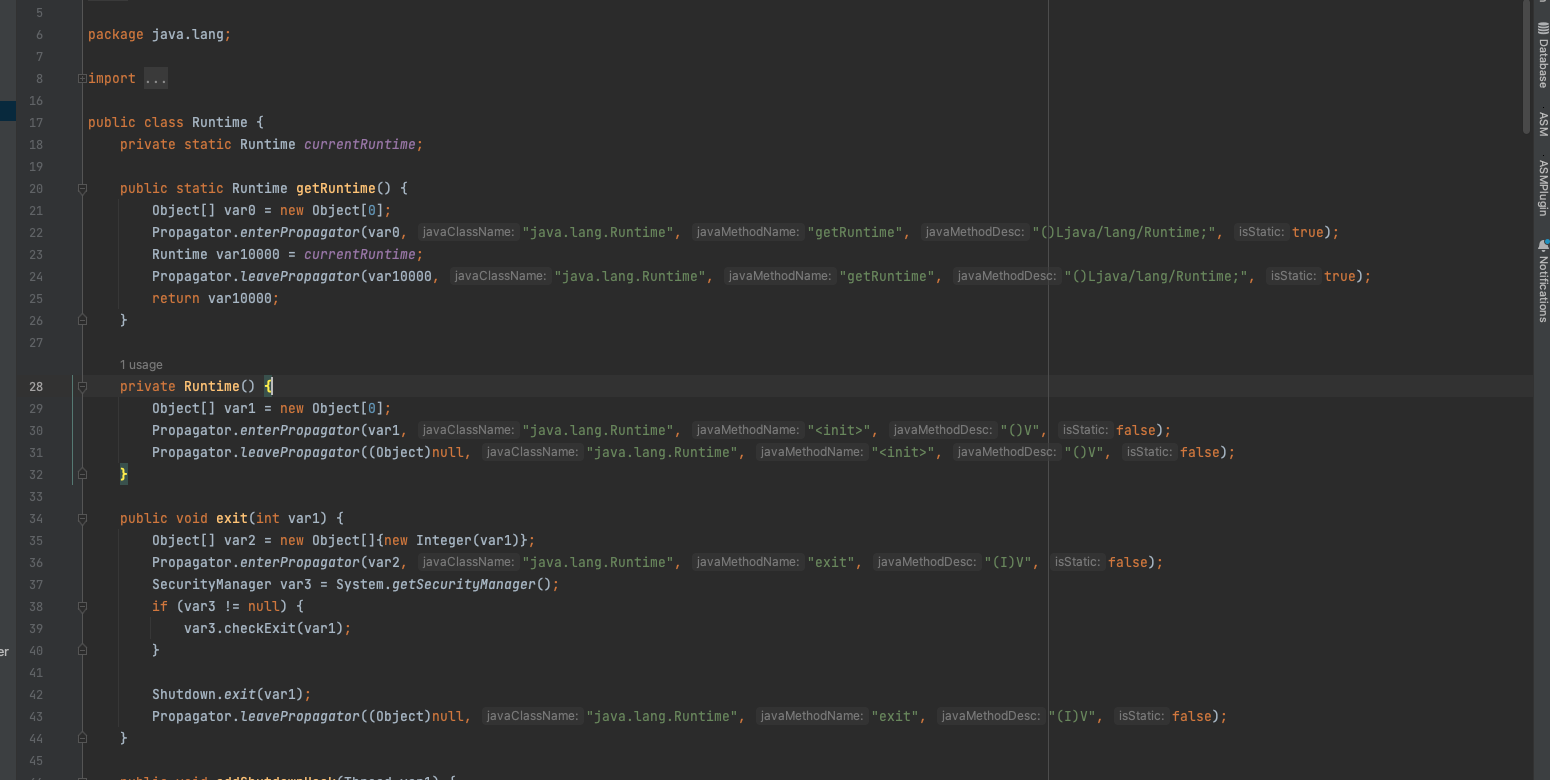 5
6 package java.lang;
7
8 import ...
16
17 public class Runtime {
18 private static Runtime currentRuntime;
19
20 public static Runtime getRuntime() {
21 Object[] var0 = new Object[0];
22 Propagator.enterPropagator(var0, javaClassName: "java.lang.Runtime", javaMethodName: "getRuntime", javaMethodDesc: "()Ljava/lang/Runtime;", isStatic: true);
23 Runtime var10000 = currentRuntime;
24 Propagator.leavePropagator(var10000, javaClassName: "java.lang.Runtime", javaMethodName: "getRuntime", javaMethodDesc: "()Ljava/lang/Runtime;", isStatic: true);
25 return var10000;
26 }
27
1 usage
28 private Runtime() {
29 Object[] var1 = new Object[0];
30 Propagator.enterPropagator(var1, javaClassName: "java.lang.Runtime", javaMethodName: "<init>", javaMethodDesc: "()V", isStatic: false);
31 Propagator.leavePropagator((Object)null, javaClassName: "java.lang.Runtime", javaMethodName: "<init>", javaMethodDesc: "()V", isStatic: false);
32 }
33
34 public void exit(int var1) {
35 Object[] var2 = new Object[]{new Integer(var1)};
36 Propagator.enterPropagator(var2, javaClassName: "java.lang.Runtime", javaMethodName: "exit", javaMethodDesc: "(I)V", isStatic: false);
37 SecurityManager var3 = System.getSecurityManager();
38 if (var3 != null) {
39 var3.checkExit(var1);
40 }
41
42 Shutdown.exit(var1);
43 Propagator.leavePropagator((Object)null, javaClassName: "java.lang.Runtime", javaMethodName: "exit", javaMethodDesc: "(I)V", isStatic: false);
44 }
45
public void addShutdownHook(Thread var1) {
er
Database
ASM
ASMPlugin
Notifications